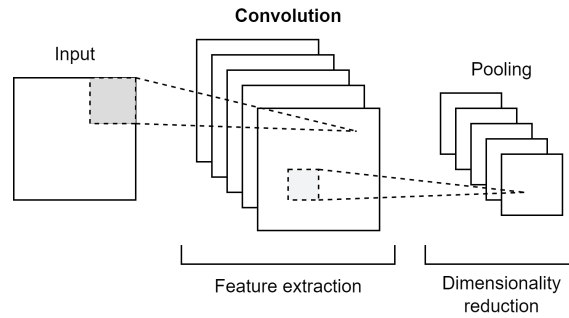 Convolution
Input
Pooling
Feature extraction
Dimensionality
reduction